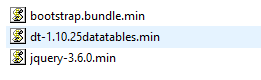 bootstrap.bundle.min
dt-1.10.25datatables.min
jquery-3.6.0.min